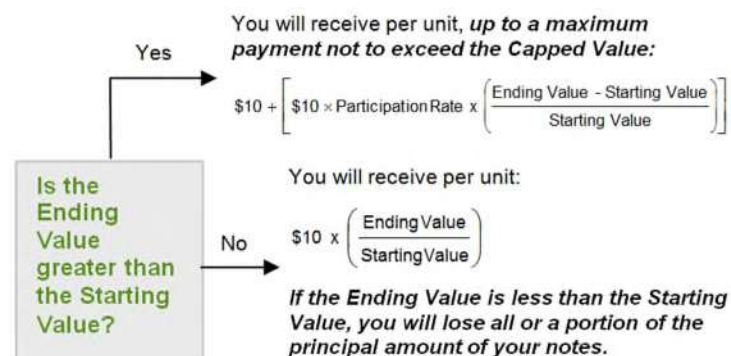 You will receive per unit, up to a maximum
payment not to exceed the Capped Value:
Yes
$10 + [ $10 × Participation Rate x ( Ending Value - Starting Value / Starting Value ) ]
Is the
Ending
Value
greater than
the Starting
Value?
No
You will receive per unit:
$10 x ( Ending Value / Starting Value )
If the Ending Value is less than the Starting
Value, you will lose all or a portion of the
principal amount of your notes.